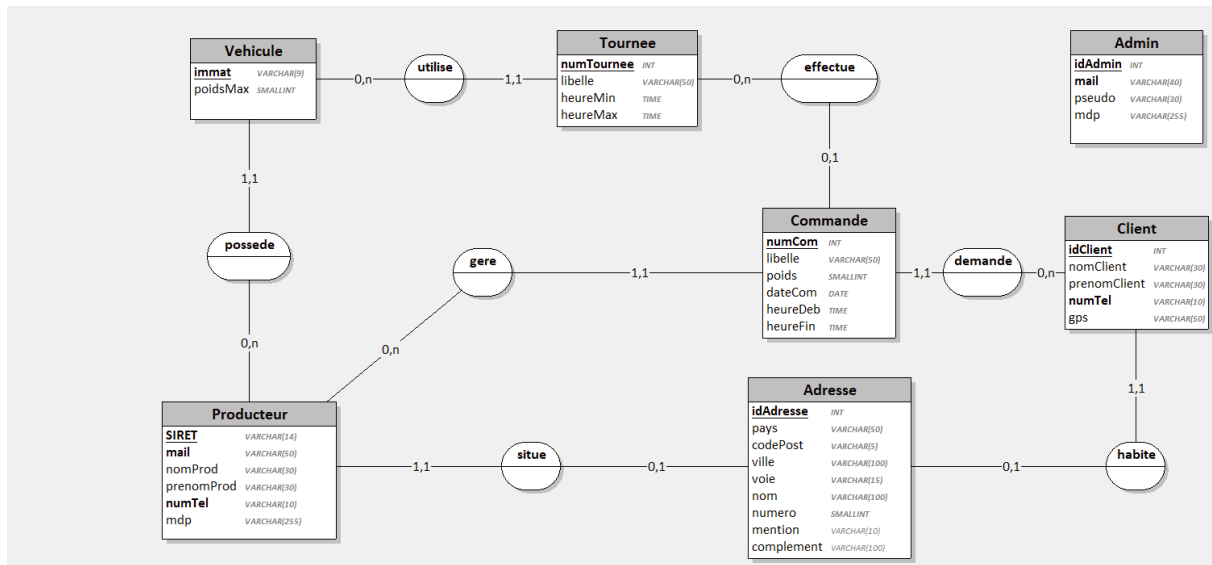 Vehicule
immat VARCHAR(9)
poidsMax SMALLINT
0,n
utilise
1,1
Tournee
numTournee INT
libelle VARCHAR(50)
heureMin TIME
heureMax TIME
0,n
effectue
Admin
idAdmin INT
mail VARCHAR(40)
pseudo VARCHAR(30)
mdp VARCHAR(255)
1,1
0,1
possede
gere
1,1
Commande
numCom INT
libelle VARCHAR(50)
poids SMALLINT
dateCom DATE
heureDeb TIME
heureFin TIME
1,1
demande
0,n
Client
idClient INT
nomClient VARCHAR(30)
prenomClient VARCHAR(30)
numTel VARCHAR(10)
gps VARCHAR(50)
0,n
0,n
1,1
Producteur
SIRET VARCHAR(14)
mail VARCHAR(50)
nomProd VARCHAR(30)
prenomProd VARCHAR(30)
numTel VARCHAR(10)
mdp VARCHAR(255)
1,1
situe
0,1
Adresse
idAdresse INT
pays VARCHAR(50)
codePost VARCHAR(5)
ville VARCHAR(100)
voie VARCHAR(15)
nom VARCHAR(100)
numero SMALLINT
mention VARCHAR(10)
complement VARCHAR(100)
0,1
habite